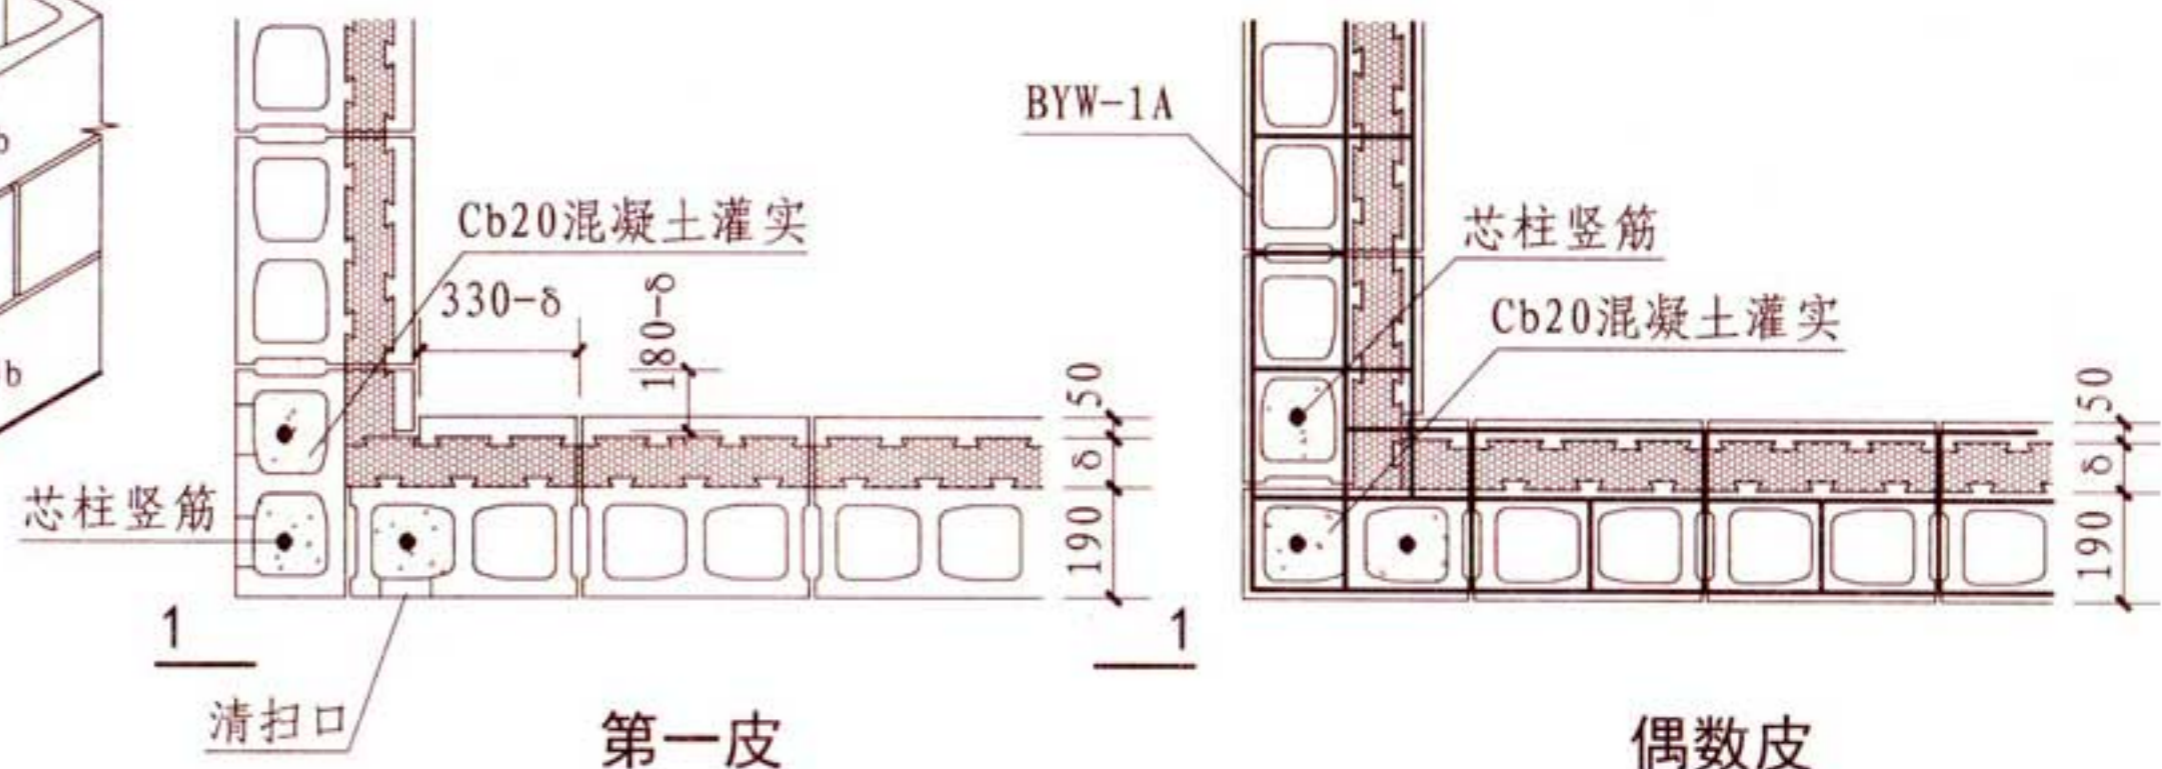 b
b
Cb20混凝土灌实
330-δ
180-δ
50
δ
190
芯柱竖筋
1
1
清扫口
第一皮
BYW-1A
芯柱竖筋
Cb20混凝土灌实
50
δ
190
偶数皮